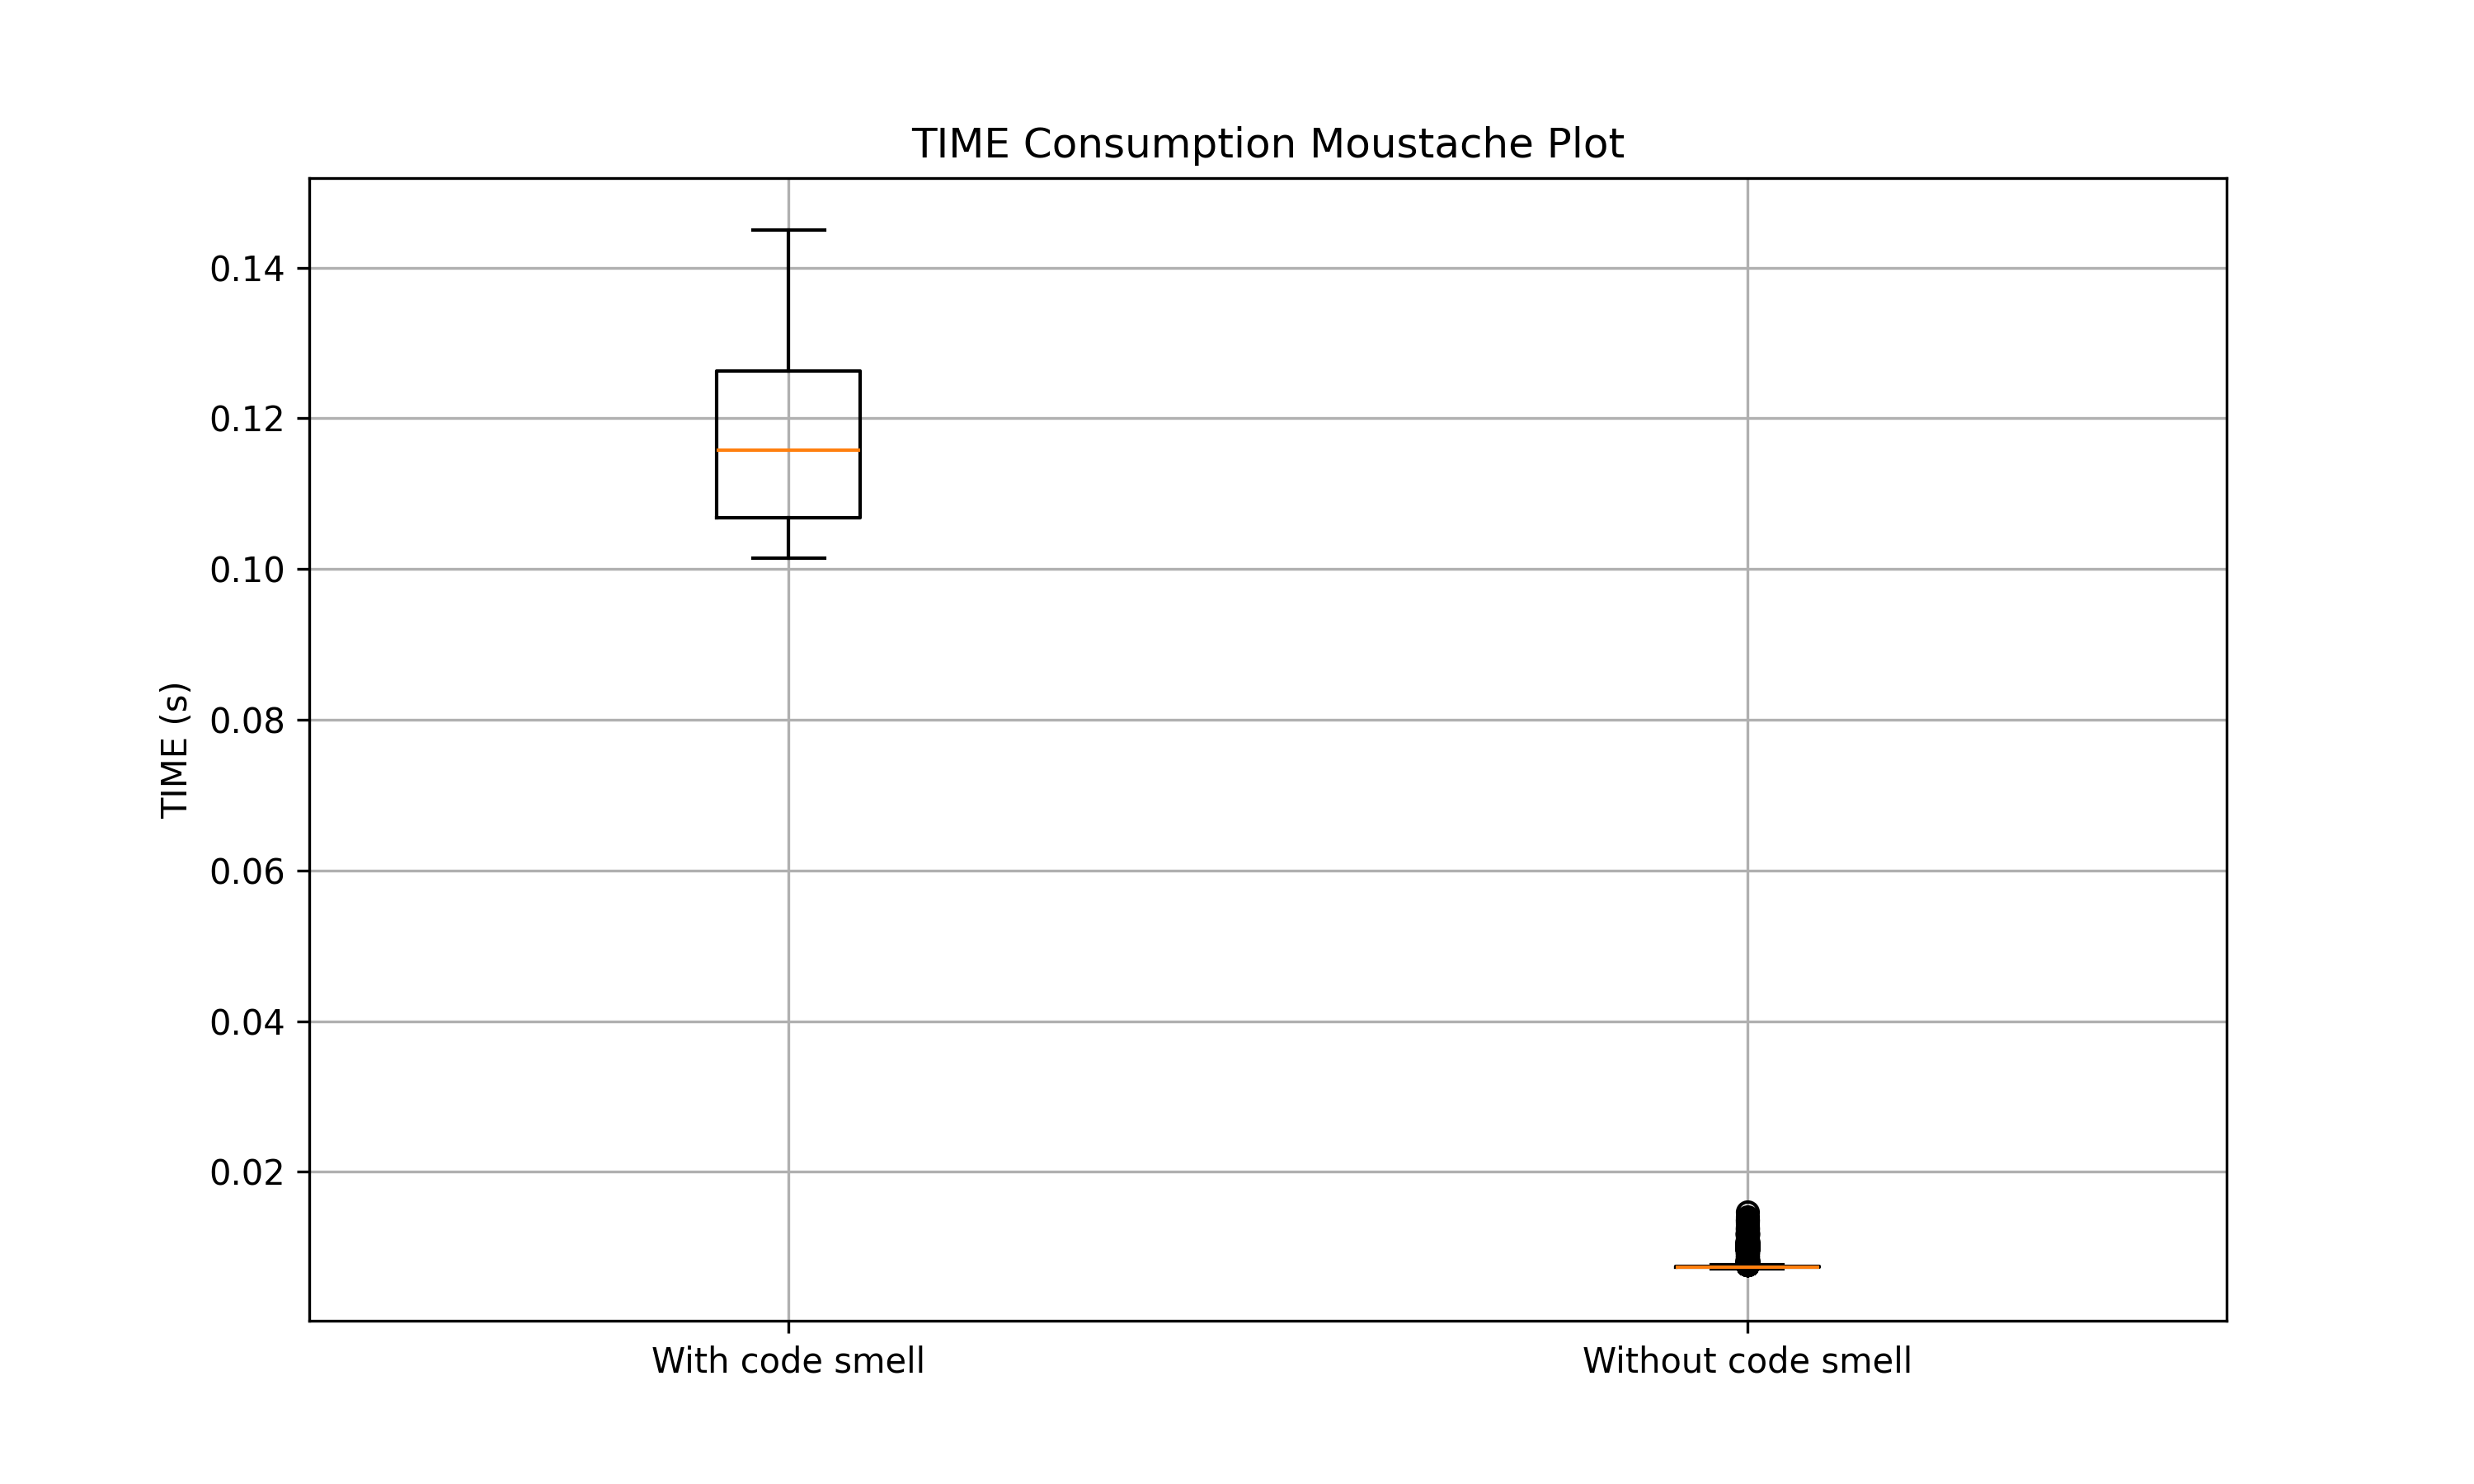 TIME Consumption Moustache Plot
TIME (s)
0.14
0.12
0.10
0.08
0.06
0.04
0.02
With code smell
Without code smell